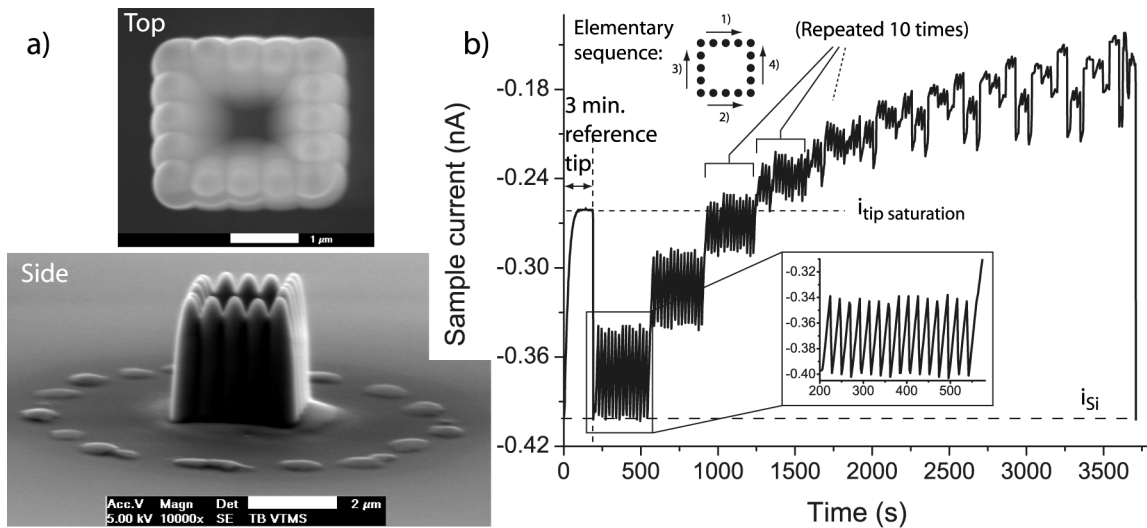 a)
Top
1 µm
Side
Acc.V Magn Det 2 µm
5.00 kV 10000x SE TB VTMS
b)
Elementary
sequence:
1)
3)
4)
2)
(Repeated 10 times)
3 min.
reference
tip
i tip saturation
i Si
Sample current (nA)
-0.18
-0.24
-0.30
-0.36
-0.42
-0.32
-0.34
-0.36
-0.38
-0.40
200 300 400 500
0 500 1000 1500 2000 2500 3000 3500
Time (s)